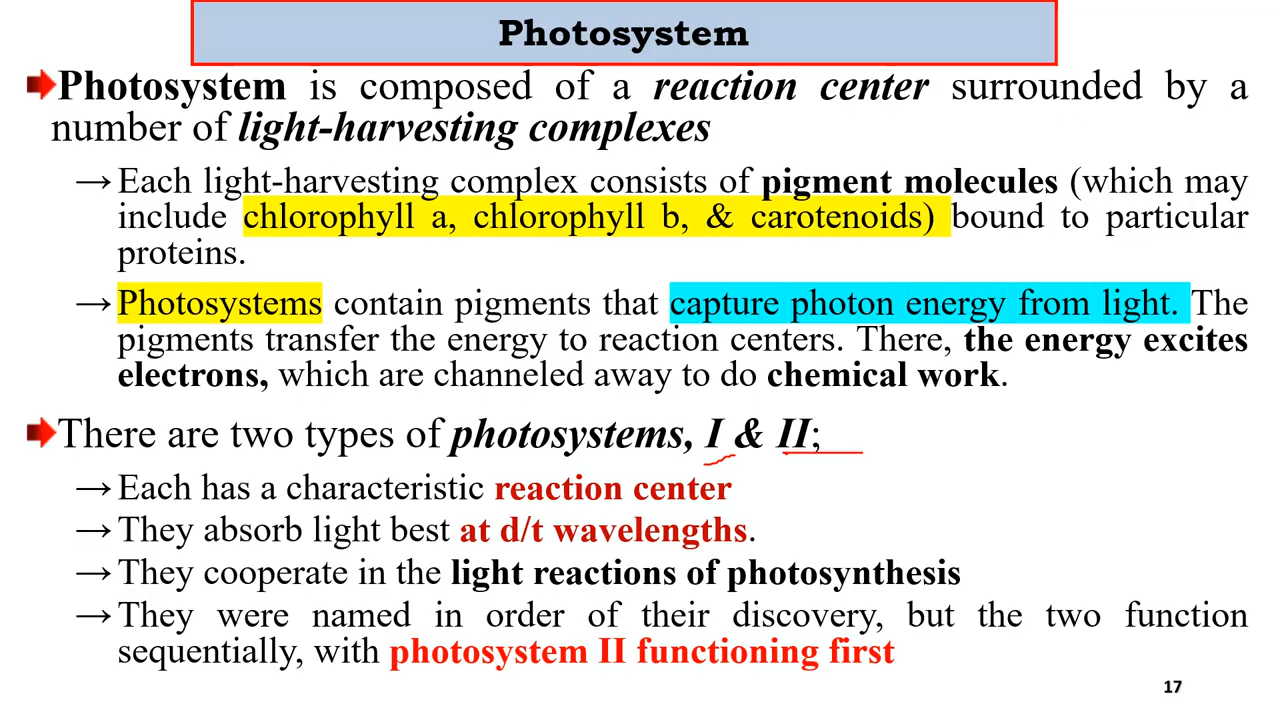 Photosystem
Photosystem is composed of a reaction center surrounded by a
number of light-harvesting complexes
→Each light-harvesting complex consists of pigment molecules (which may
include chlorophyll a, chlorophyll b, & carotenoids) bound to particular
proteins.
→Photosystems contain pigments that capture photon energy from light. The
pigments transfer the energy to reaction centers. There, the energy excites
electrons, which are channeled away to do chemical work.
There are two types of photosystems, I & II;
→Each has a characteristic reaction center
→They absorb light best at d/t wavelengths.
→They cooperate in the light reactions of photosynthesis
→They were named in order of their discovery, but the two function
sequentially, with photosystem II functioning first
17